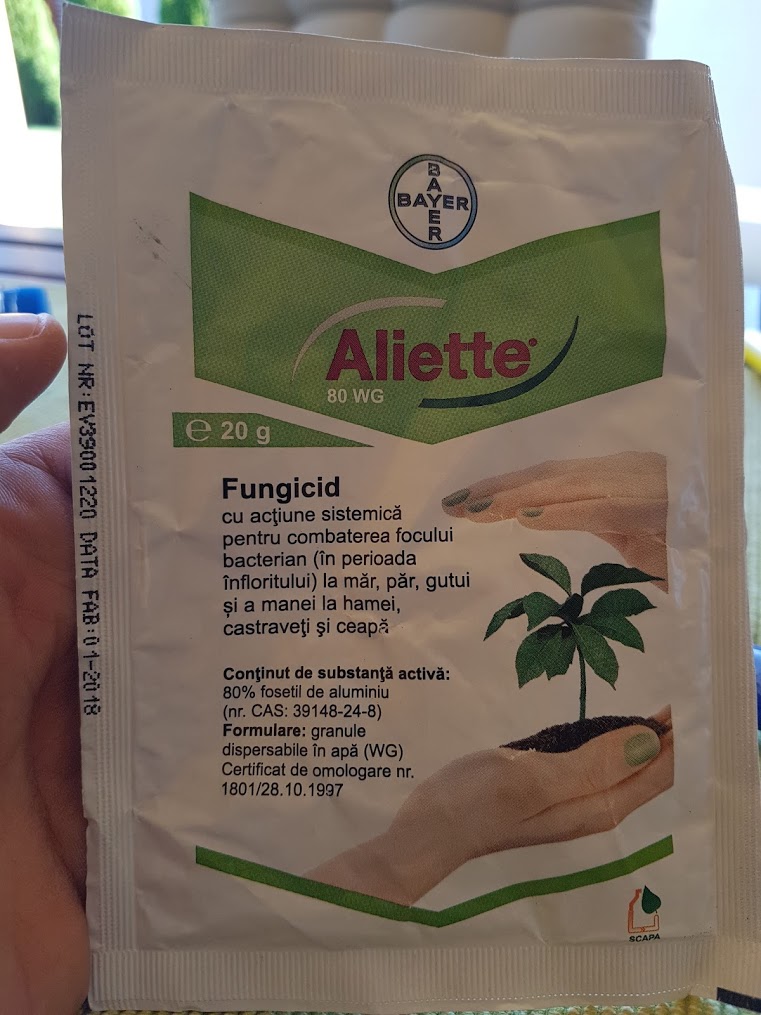 BAYER
BAYER
Aliette
80 WG
℮ 20 g
Fungicid
cu acţiune sistemică
pentru combaterea focului
bacterian (în perioada
înfloritului) la măr, păr, gutui
și a manei la hamei,
castraveţi şi ceapă
Conţinut de substanţă activă:
80% fosetil de aluminiu
(nr. CAS: 39148-24-8)
Formulare: granule
dispersabile în apă (WG)
Certificat de omologare nr.
1801/28.10.1997
SCAPA
LOT NR:EV39001220 DATA FAB:01-2018